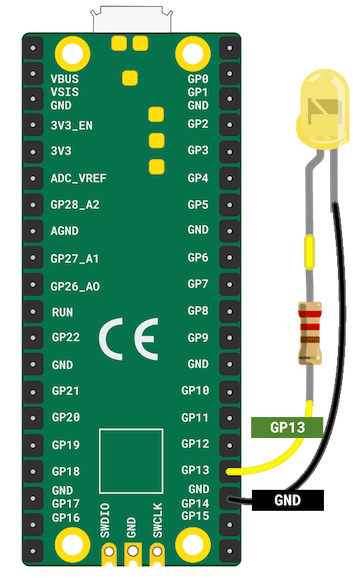 VBUS
VSIS
GND
3V3_EN
3V3
ADC_VREF
GP28_A2
AGND
GP27_A1
GP26_A0
RUN
GP22
GND
GP21
GP20
GP19
GP18
GND
GP17
GP16
GP0
GP1
GND
GP2
GP3
GP4
GP5
GND
GP6
GP7
GP8
GP9
GND
GP10
GP11
GP12
GP13
GND
GP14
GP15
CE
SWDIO
GND
SWCLK
GP13
GND